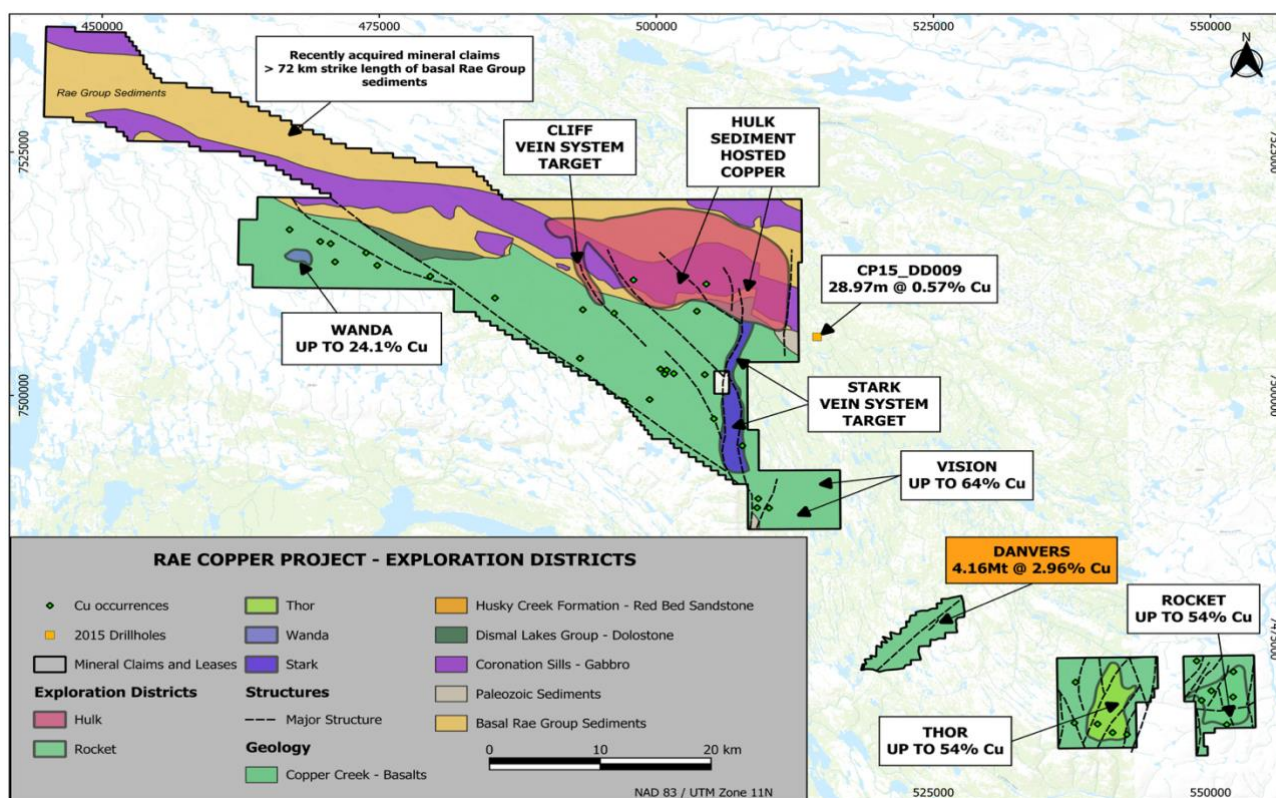 450000
475000
500000
525000
550000
N
Recently acquired mineral claims
> 72 km strike length of basal Rae Group
sediments
Rae Group Sediments
CLIFF
VEIN SYSTEM
TARGET
HULK
SEDIMENT
HOSTED
COPPER
7525000
7525000
CP15_DD009
28.97m @ 0.57% Cu
WANDA
UP TO 24.1% Cu
STARK
VEIN SYSTEM
TARGET
7500000
7500000
VISION
UP TO 64% Cu
DANVERS
4.16Mt @ 2.96% Cu
ROCKET
UP TO 54% Cu
7475000
THOR
UP TO 54% Cu
RAE COPPER PROJECT - EXPLORATION DISTRICTS
Cu occurrences
2015 Drillholes
Mineral Claims and Leases
Exploration Districts
Hulk
Rocket
Thor
Wanda
Stark
Structures
Major Structure
Geology
Copper Creek - Basalts
Husky Creek Formation - Red Bed Sandstone
Dismal Lakes Group - Dolostone
Coronation Sills - Gabbro
Paleozoic Sediments
Basal Rae Group Sediments
0 10 20 km
NAD 83 / UTM Zone 11N
525000
550000